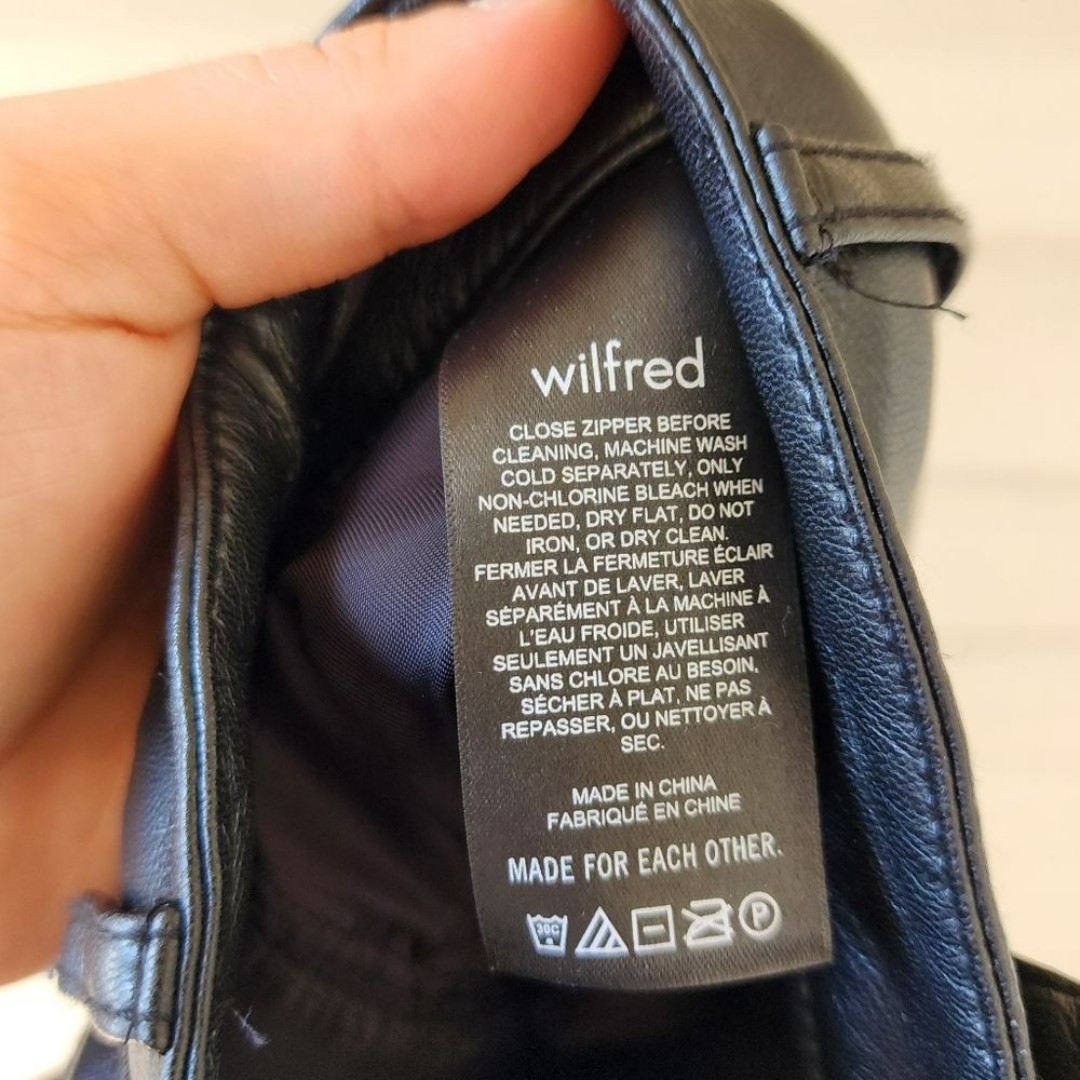 wilfred
CLOSE ZIPPER BEFORE
CLEANING, MACHINE WASH
COLD SEPARATELY, ONLY
NON-CHLORINE BLEACH WHEN
NEEDED, DRY FLAT, DO NOT
IRON, OR DRY CLEAN.
FERMER LA FERMETURE ÉCLAIR
AVANT DE LAVER, LAVER
SÉPARÉMENT À LA MACHINE À
L'EAU FROIDE, UTILISER
SEULEMENT UN JAVELLISANT
SANS CHLORE AU BESOIN,
SÉCHER À PLAT, NE PAS
REPASSER, OU NETTOYER À
SEC.
MADE IN CHINA
FABRIQUÉ EN CHINE
MADE FOR EACH OTHER.
30C P